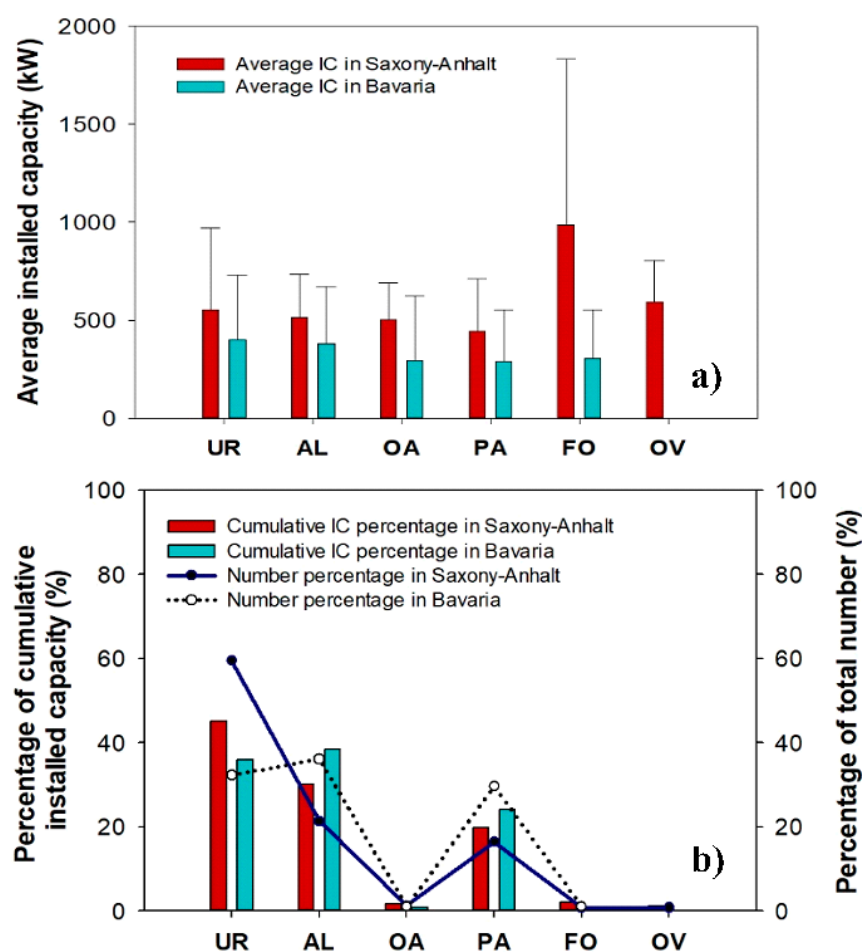 2000
1500
1000
500
0
Average installed capacity (kW)
Average IC in Saxony-Anhalt
Average IC in Bavaria
a)
UR AL OA PA FO OV
100
80
60
40
20
0
Percentage of cumulative
installed capacity (%)
Cumulative IC percentage in Saxony-Anhalt
Cumulative IC percentage in Bavaria
Number percentage in Saxony-Anhalt
Number percentage in Bavaria
b)
100
80
60
40
20
0
Percentage of total number (%)
UR AL OA PA FO OV